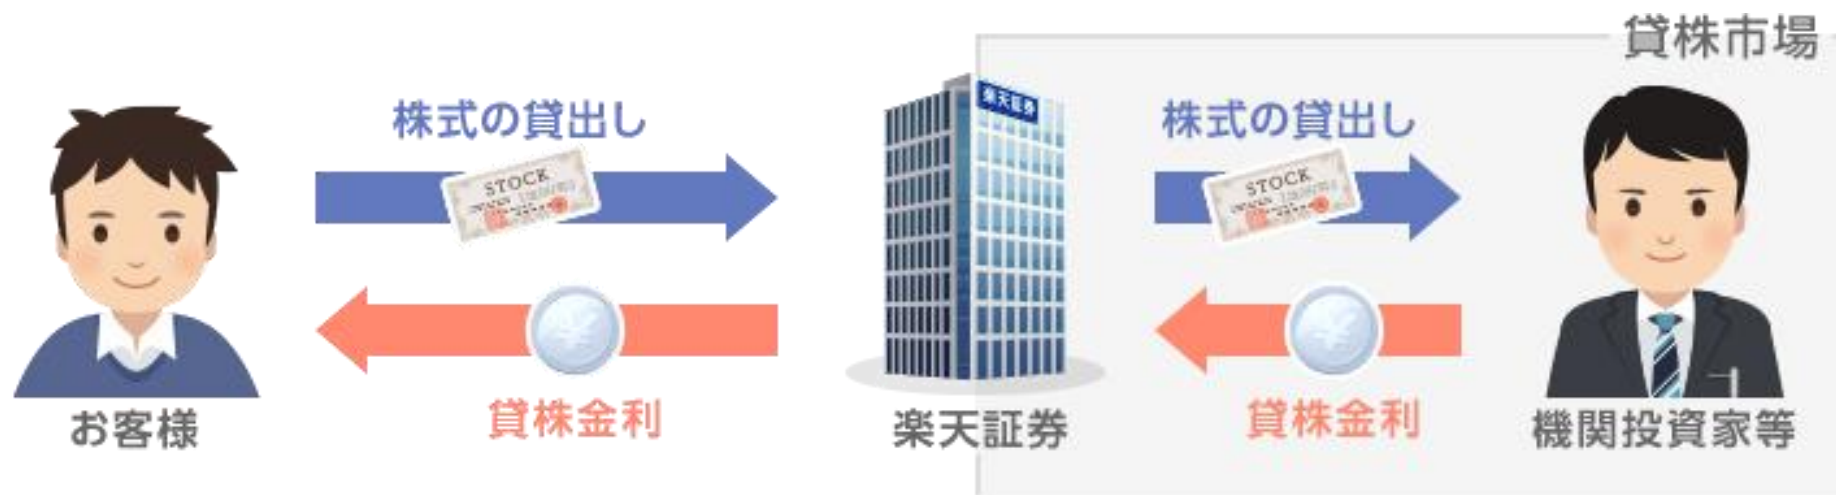 貸株市場
株式の貸出し
STOCK
楽天証券
株式の貸出し
STOCK
¥
貸株金利
¥
貸株金利
お客様
楽天証券
機関投資家等